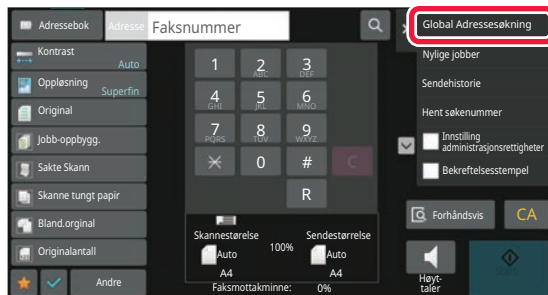 Adressebok
Adresse
Faksnummer
Global Adressesøkning
Kontrast
Auto
Nylige jobber
Oppløsning
Superfin
Sendehistorie
Original
Hent søkenummer
Jobb-oppbygg.
Innstilling
administrasjonsrettigheter
Sakte Skann
Bekreftelsesstempel
Skanne tungt papir
Bland.orginal
Originalantall
Andre
1
2
ABC
3
DEF
4
GHI
5
JKL
6
MNO
7
PQRS
8
TUV
9
WXYZ
0
#
C
R
Skannestørelse
Sendestørrelse
Auto
100%
Auto
A4
A4
Faksmottakminne: 0%
Forhåndsvis
CA
Høyt-
taler
Start